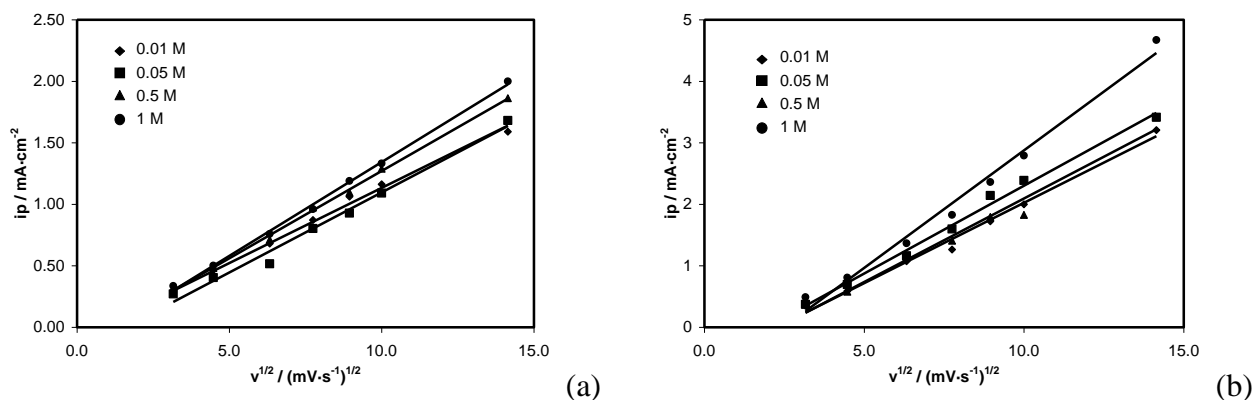 2.50
2.00
1.50
1.00
0.50
0.00
ip / mA·cm⁻²
0.01 M
0.05 M
0.5 M
1 M
0.0 5.0 10.0 15.0
v¹/² / (mV·s⁻¹)¹/²
(a)
5
4
3
2
1
0
ip / mA·cm⁻²
0.01 M
0.05 M
0.5 M
1 M
0.0 5.0 10.0 15.0
v¹/² / (mV·s⁻¹)¹/²
(b)